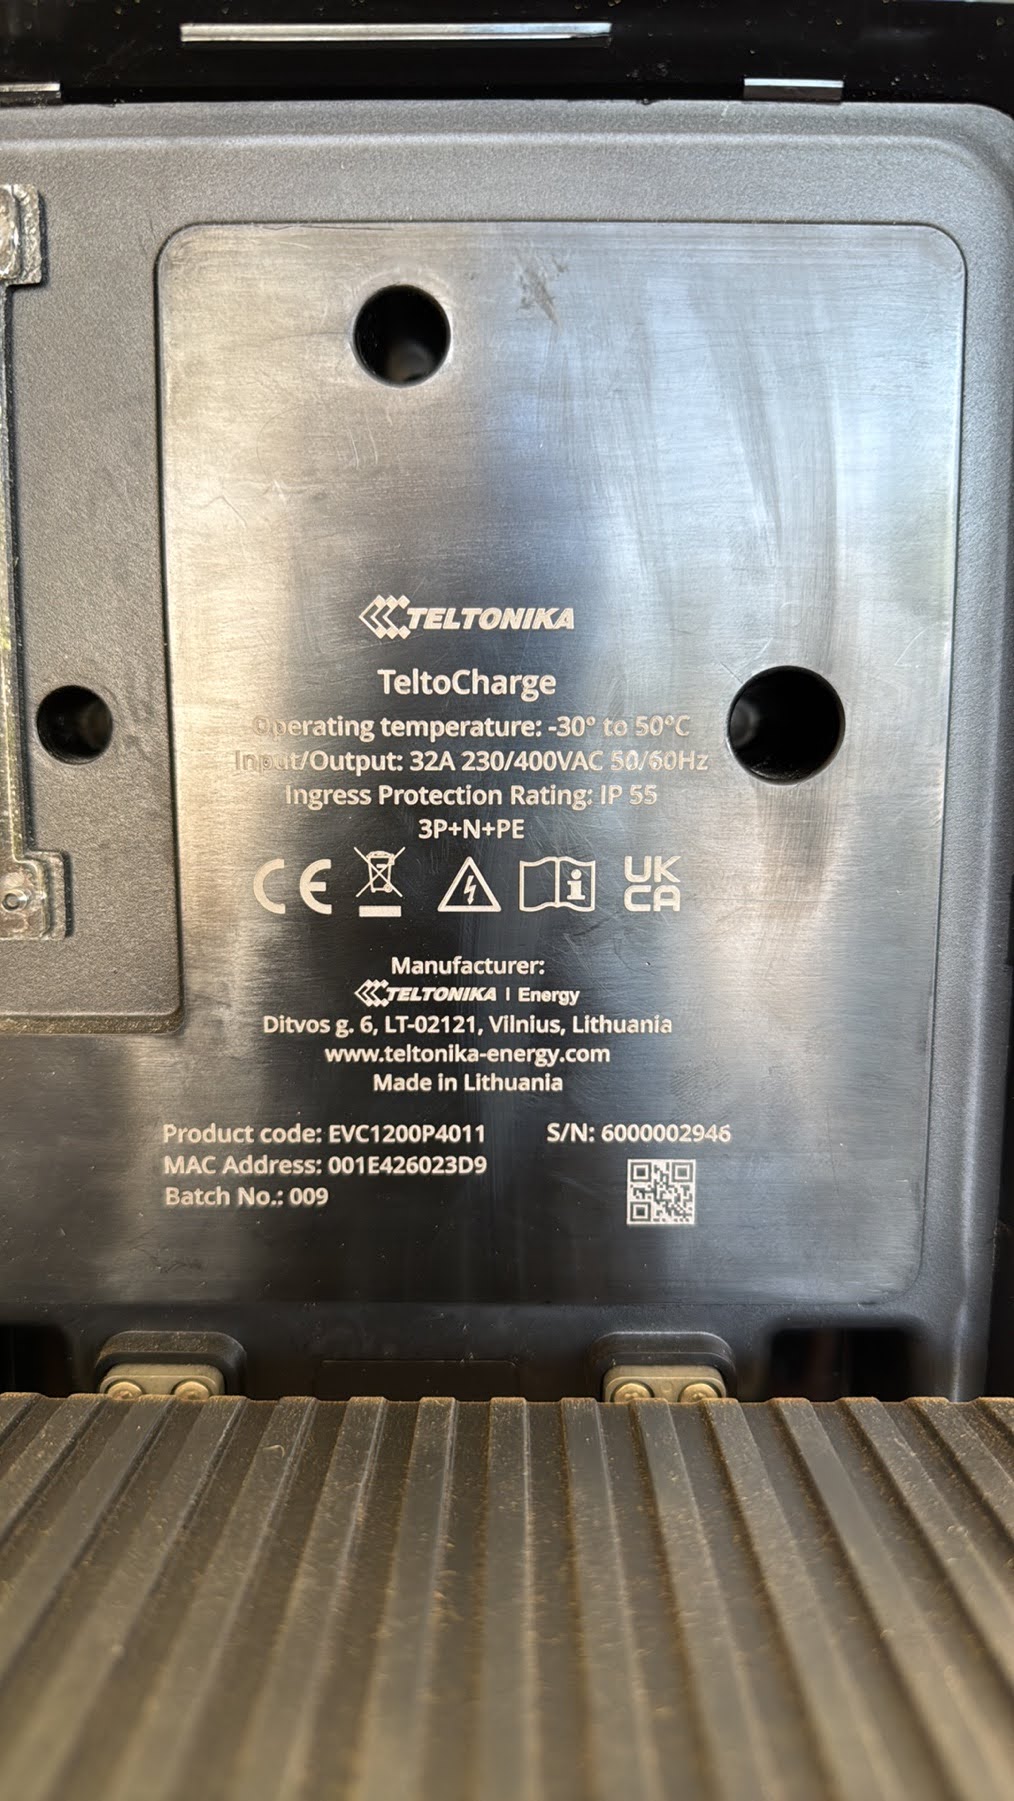 TELTONIKA
TeltoCharge
Operating temperature: -30° to 50°C
Input/Output: 32A 230/400VAC 50/60Hz
Ingress Protection Rating: IP 55
3P+N+PE
CE UK
CA
Manufacturer:
TELTONIKA | Energy
Ditvos g. 6, LT-02121, Vilnius, Lithuania
www.teltonika-energy.com
Made in Lithuania
Product code: EVC1200P4011 S/N: 6000002946
MAC Address: 001E426023D9
Batch No.: 009